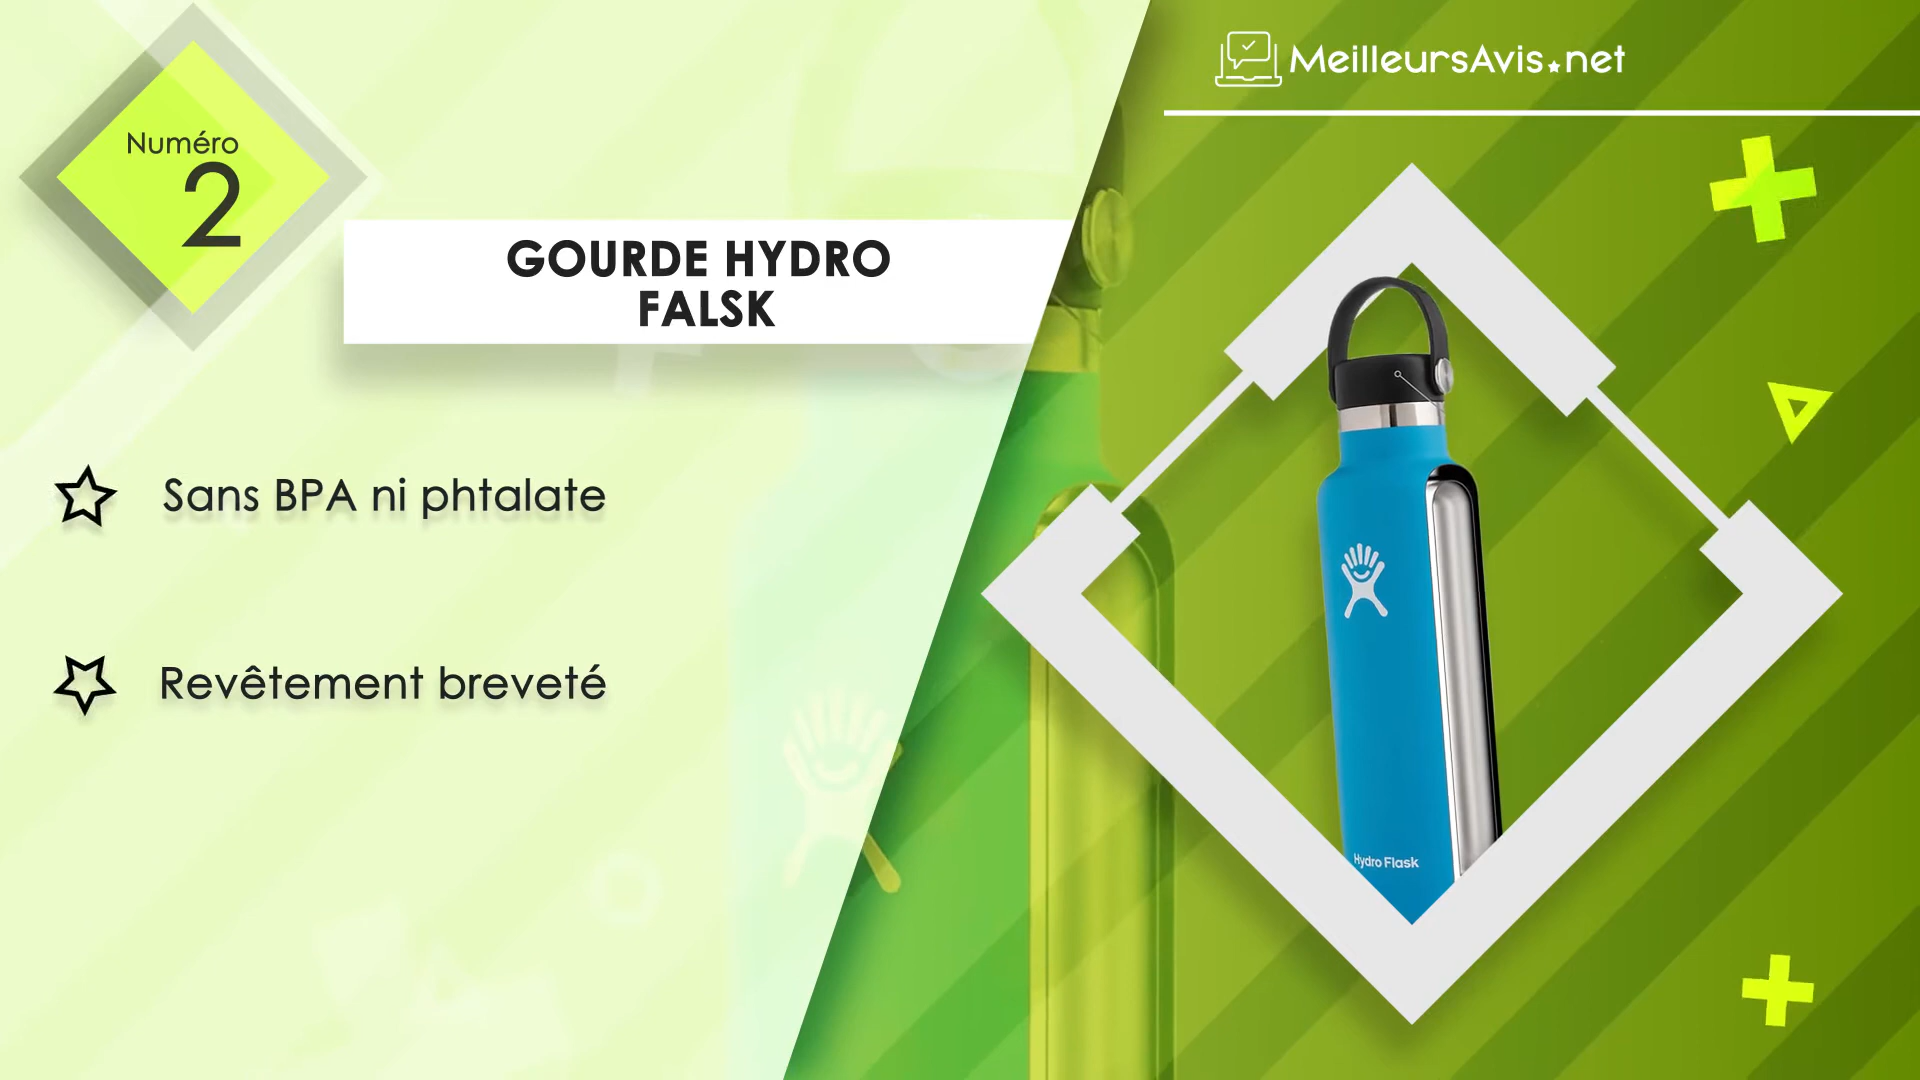 Numéro
2
MeilleursAvis.net
GOURDE HYDRO
FALSK
Sans BPA ni phtalate
Revêtement breveté
Hydro Flask